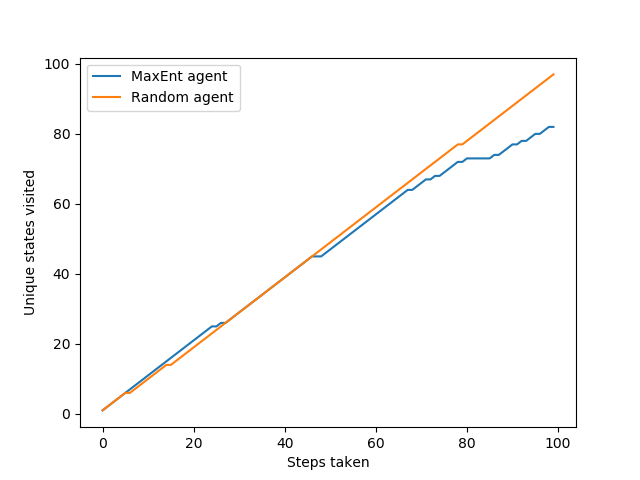 100
80
60
40
20
0
Unique states visited
MaxEnt agent
Random agent
0 20 40 60 80 100
Steps taken